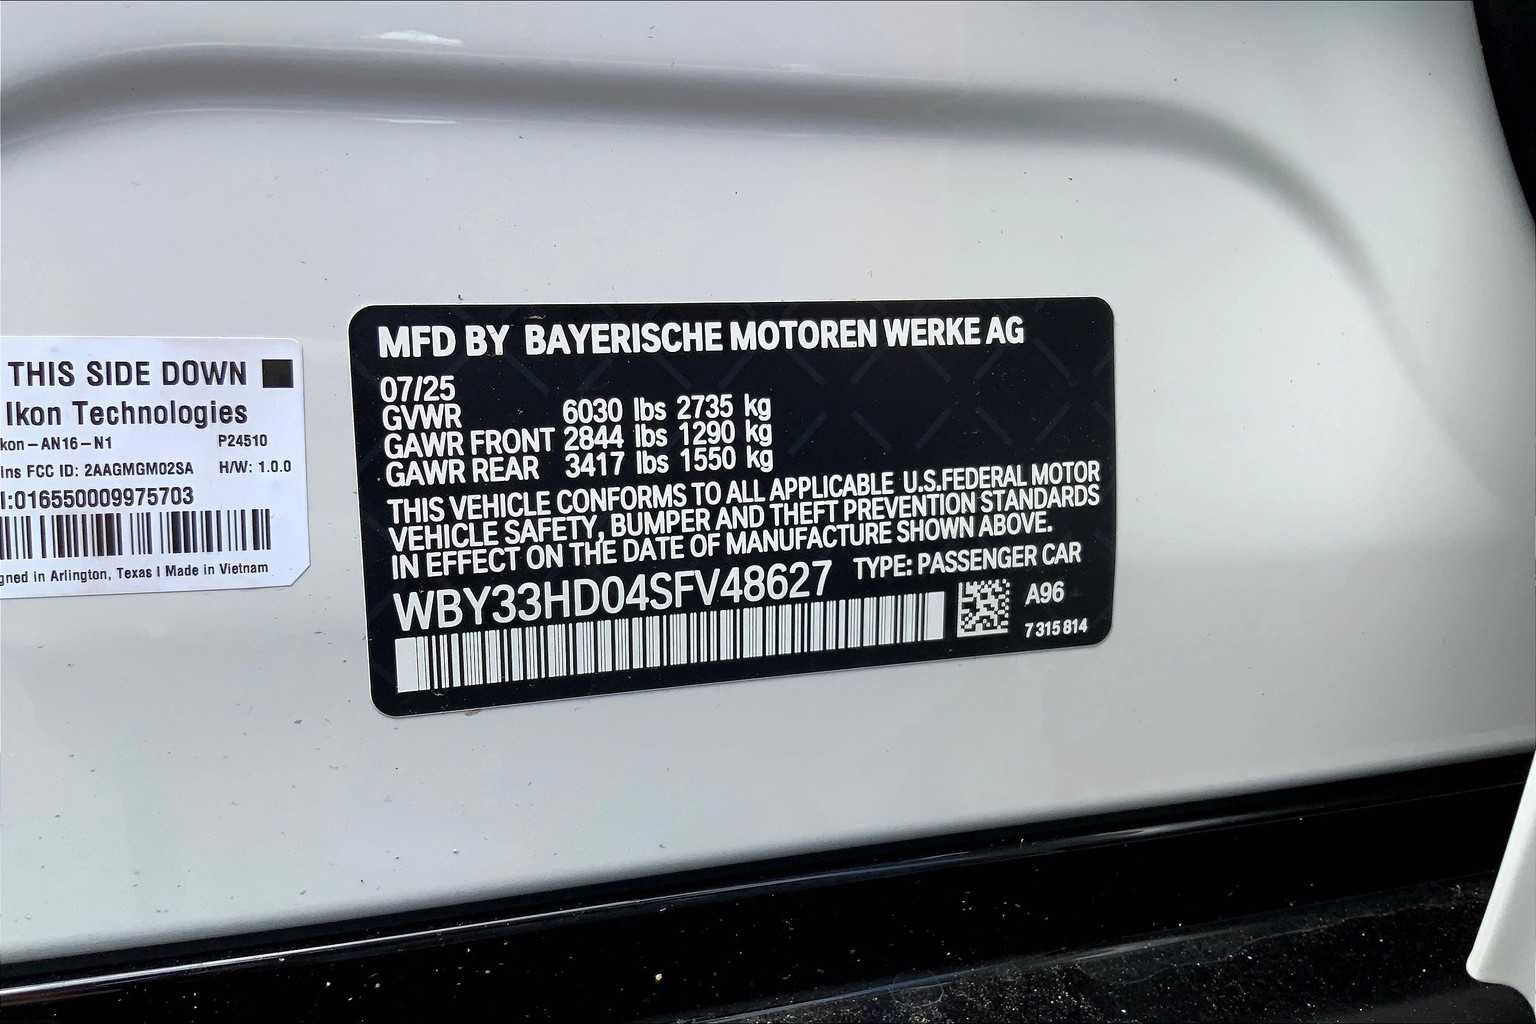 THIS SIDE DOWN
Ikon Technologies
kon-AN16-N1 P24510
ins FCC ID: 2AAGMGM02SA H/W: 1.0.0
I:016550009975703
gned in Arlington, Texas | Made in Vietnam
MFD BY BAYERISCHE MOTOREN WERKE AG
07/25
GVWR 6030 lbs 2735 kg
GAWR FRONT 2844 lbs 1290 kg
GAWR REAR 3417 lbs 1550 kg
THIS VEHICLE CONFORMS TO ALL APPLICABLE U.S.FEDERAL MOTOR
VEHICLE SAFETY, BUMPER AND THEFT PREVENTION STANDARDS
IN EFFECT ON THE DATE OF MANUFACTURE SHOWN ABOVE.
WBY33HD04SFV48627 TYPE: PASSENGER CAR
A96
7 315 814